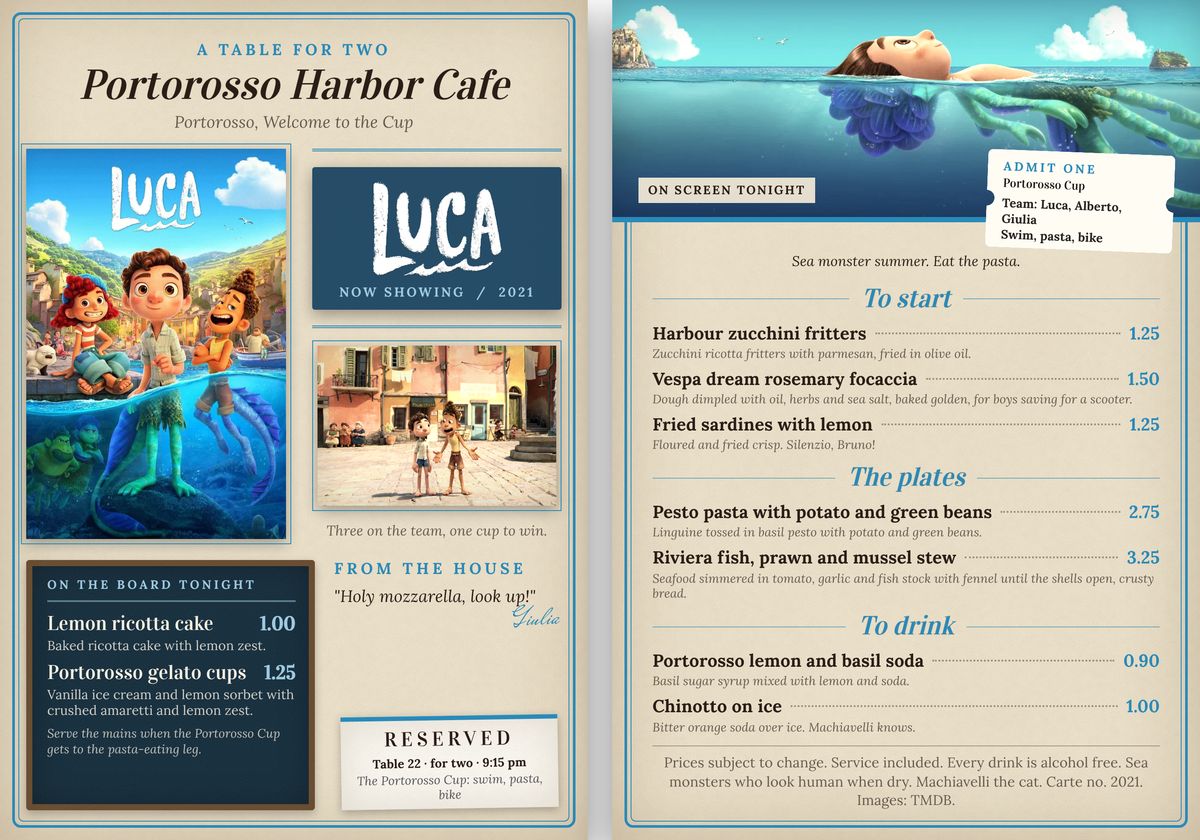 A TABLE FOR TWO
Portorosso Harbor Cafe
Portorosso, Welcome to the Cup
LUCA
LUCA
NOW SHOWING / 2021
Three on the team, one cup to win.
ON THE BOARD TONIGHT
Lemon ricotta cake 1.00
Baked ricotta cake with lemon zest.
Portorosso gelato cups 1.25
Vanilla ice cream and lemon sorbet with
crushed amaretti and lemon zest.
Serve the mains when the Portorosso Cup
gets to the pasta-eating leg.
FROM THE HOUSE
"Holy mozzarella, look up!"
Giulia
RESERVED
Table 22 · for two · 9:15 pm
The Portorosso Cup: swim, pasta,
bike
ON SCREEN TONIGHT
ADMIT ONE
Portorosso Cup
Team: Luca, Alberto,
Giulia
Swim, pasta, bike
Sea monster summer. Eat the pasta.
To start
Harbour zucchini fritters 1.25
Zucchini ricotta fritters with parmesan, fried in olive oil.
Vespa dream rosemary focaccia 1.50
Dough dimpled with oil, herbs and sea salt, baked golden, for boys saving for a scooter.
Fried sardines with lemon 1.25
Floured and fried crisp. Silenzio, Bruno!
The plates
Pesto pasta with potato and green beans 2.75
Linguine tossed in basil pesto with potato and green beans.
Riviera fish, prawn and mussel stew 3.25
Seafood simmered in tomato, garlic and fish stock with fennel until the shells open, crusty
bread.
To drink
Portorosso lemon and basil soda 0.90
Basil sugar syrup mixed with lemon and soda.
Chinotto on ice 1.00
Bitter orange soda over ice. Machiavelli knows.
Prices subject to change. Service included. Every drink is alcohol free. Sea
monsters who look human when dry. Machiavelli the cat. Carte no. 2021.
Images: TMDB.